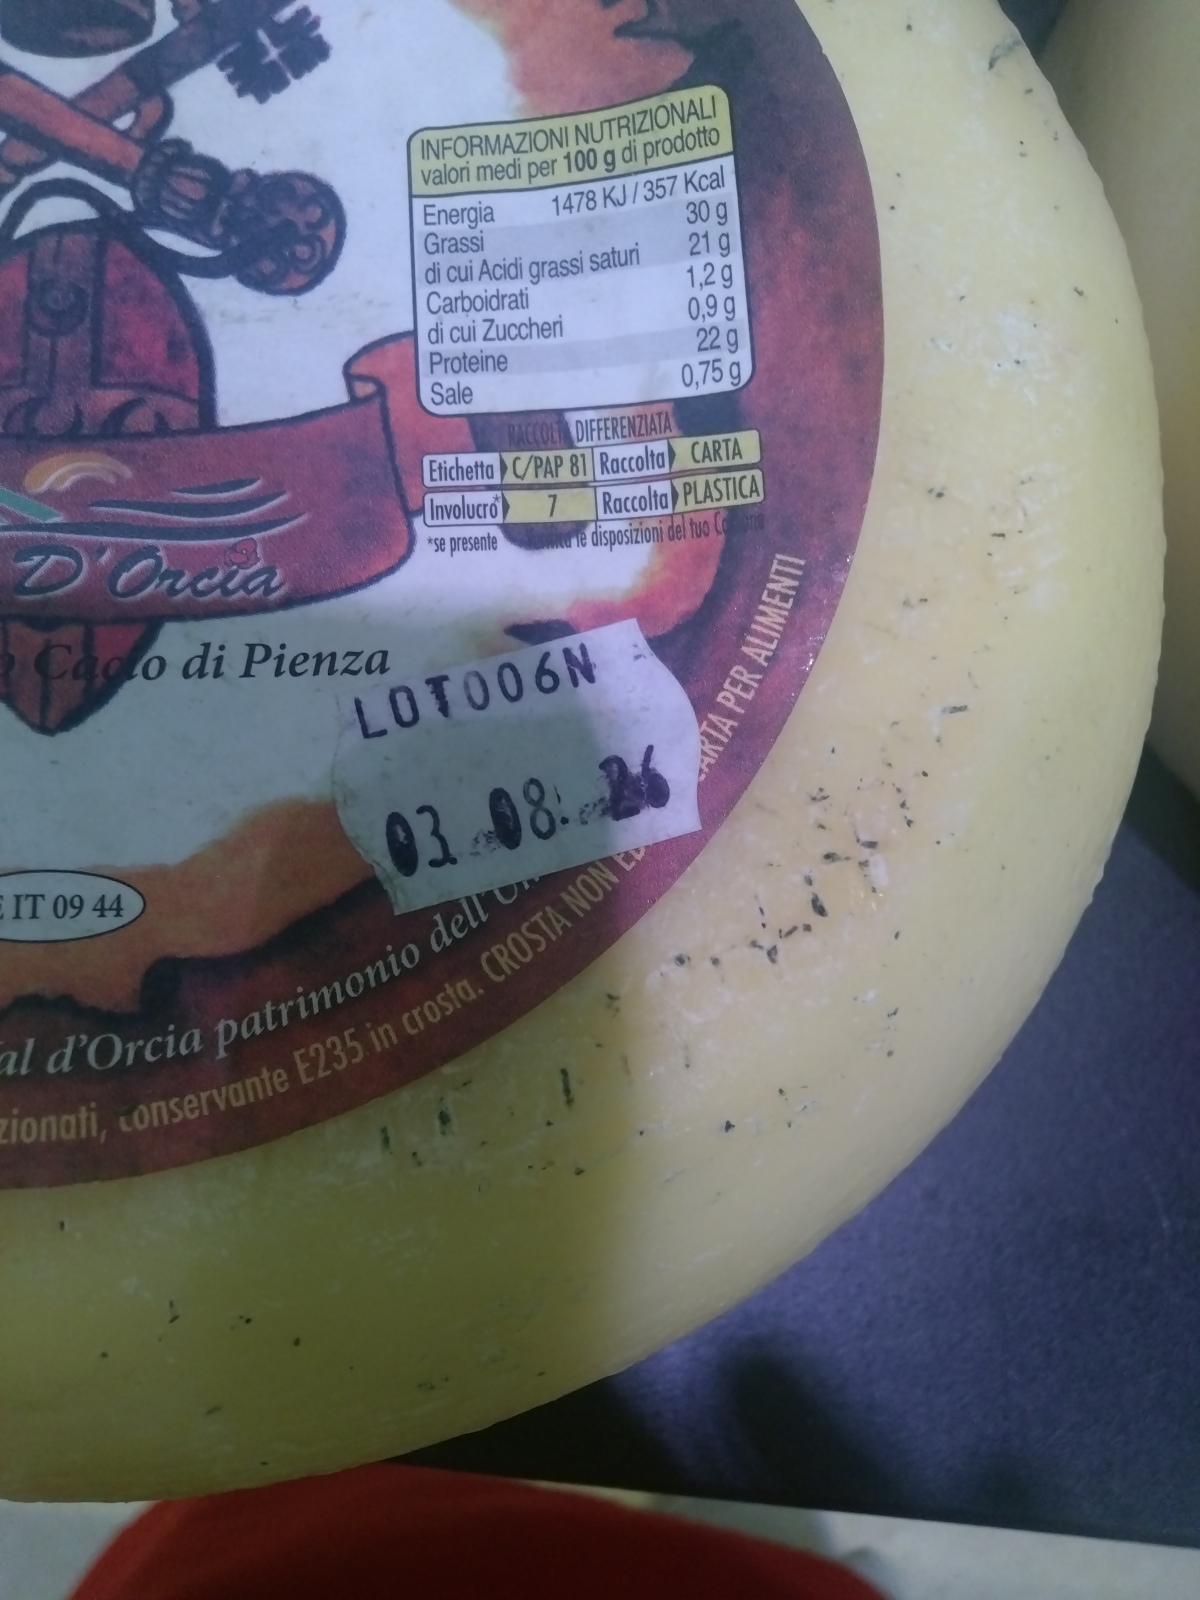 INFORMAZIONI NUTRIZIONALI
valori medi per 100 g di prodotto
Energia 1478 KJ / 357 Kcal
Grassi 30 g
di cui Acidi grassi saturi 21 g
Carboidrati 1,2 g
di cui Zuccheri 0,9 g
Proteine 22 g
Sale 0,75 g
RACCOLTA DIFFERENZIATA
Etichetta C/PAP 81 Raccolta CARTA
Involucro* 7 Raccolta PLASTICA
*se presente le disposizioni del tuo
D'Orcia
di Pienza
LOT006N
03 08. 26
IT 09 44
d'Orcia patrimonio
conservante E235 in crosta. CROSTA NON
PER ALIMENTI